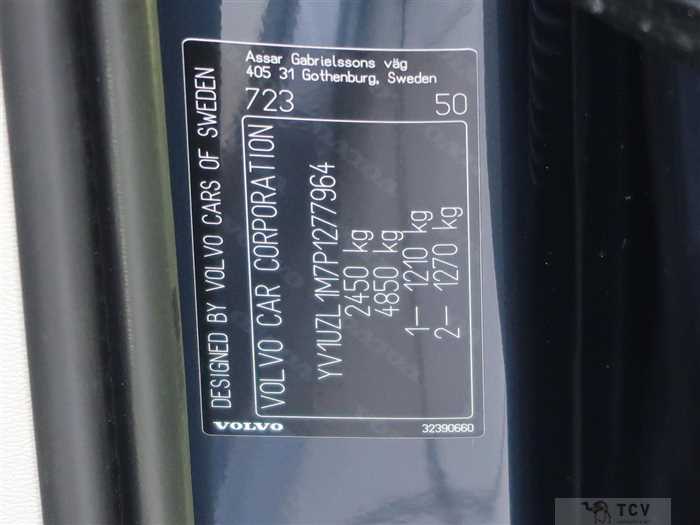 Assar Gabrielssons väg
405 31 Gothenburg, Sweden
723 50
DESIGNED BY VOLVO CARS OF SWEDEN
VOLVO CAR CORPORATION
YV1UZL1M7P1277964
2450 kg
4850 kg
1– 1210 kg
2– 1270 kg
VOLVO
32390660
TCV